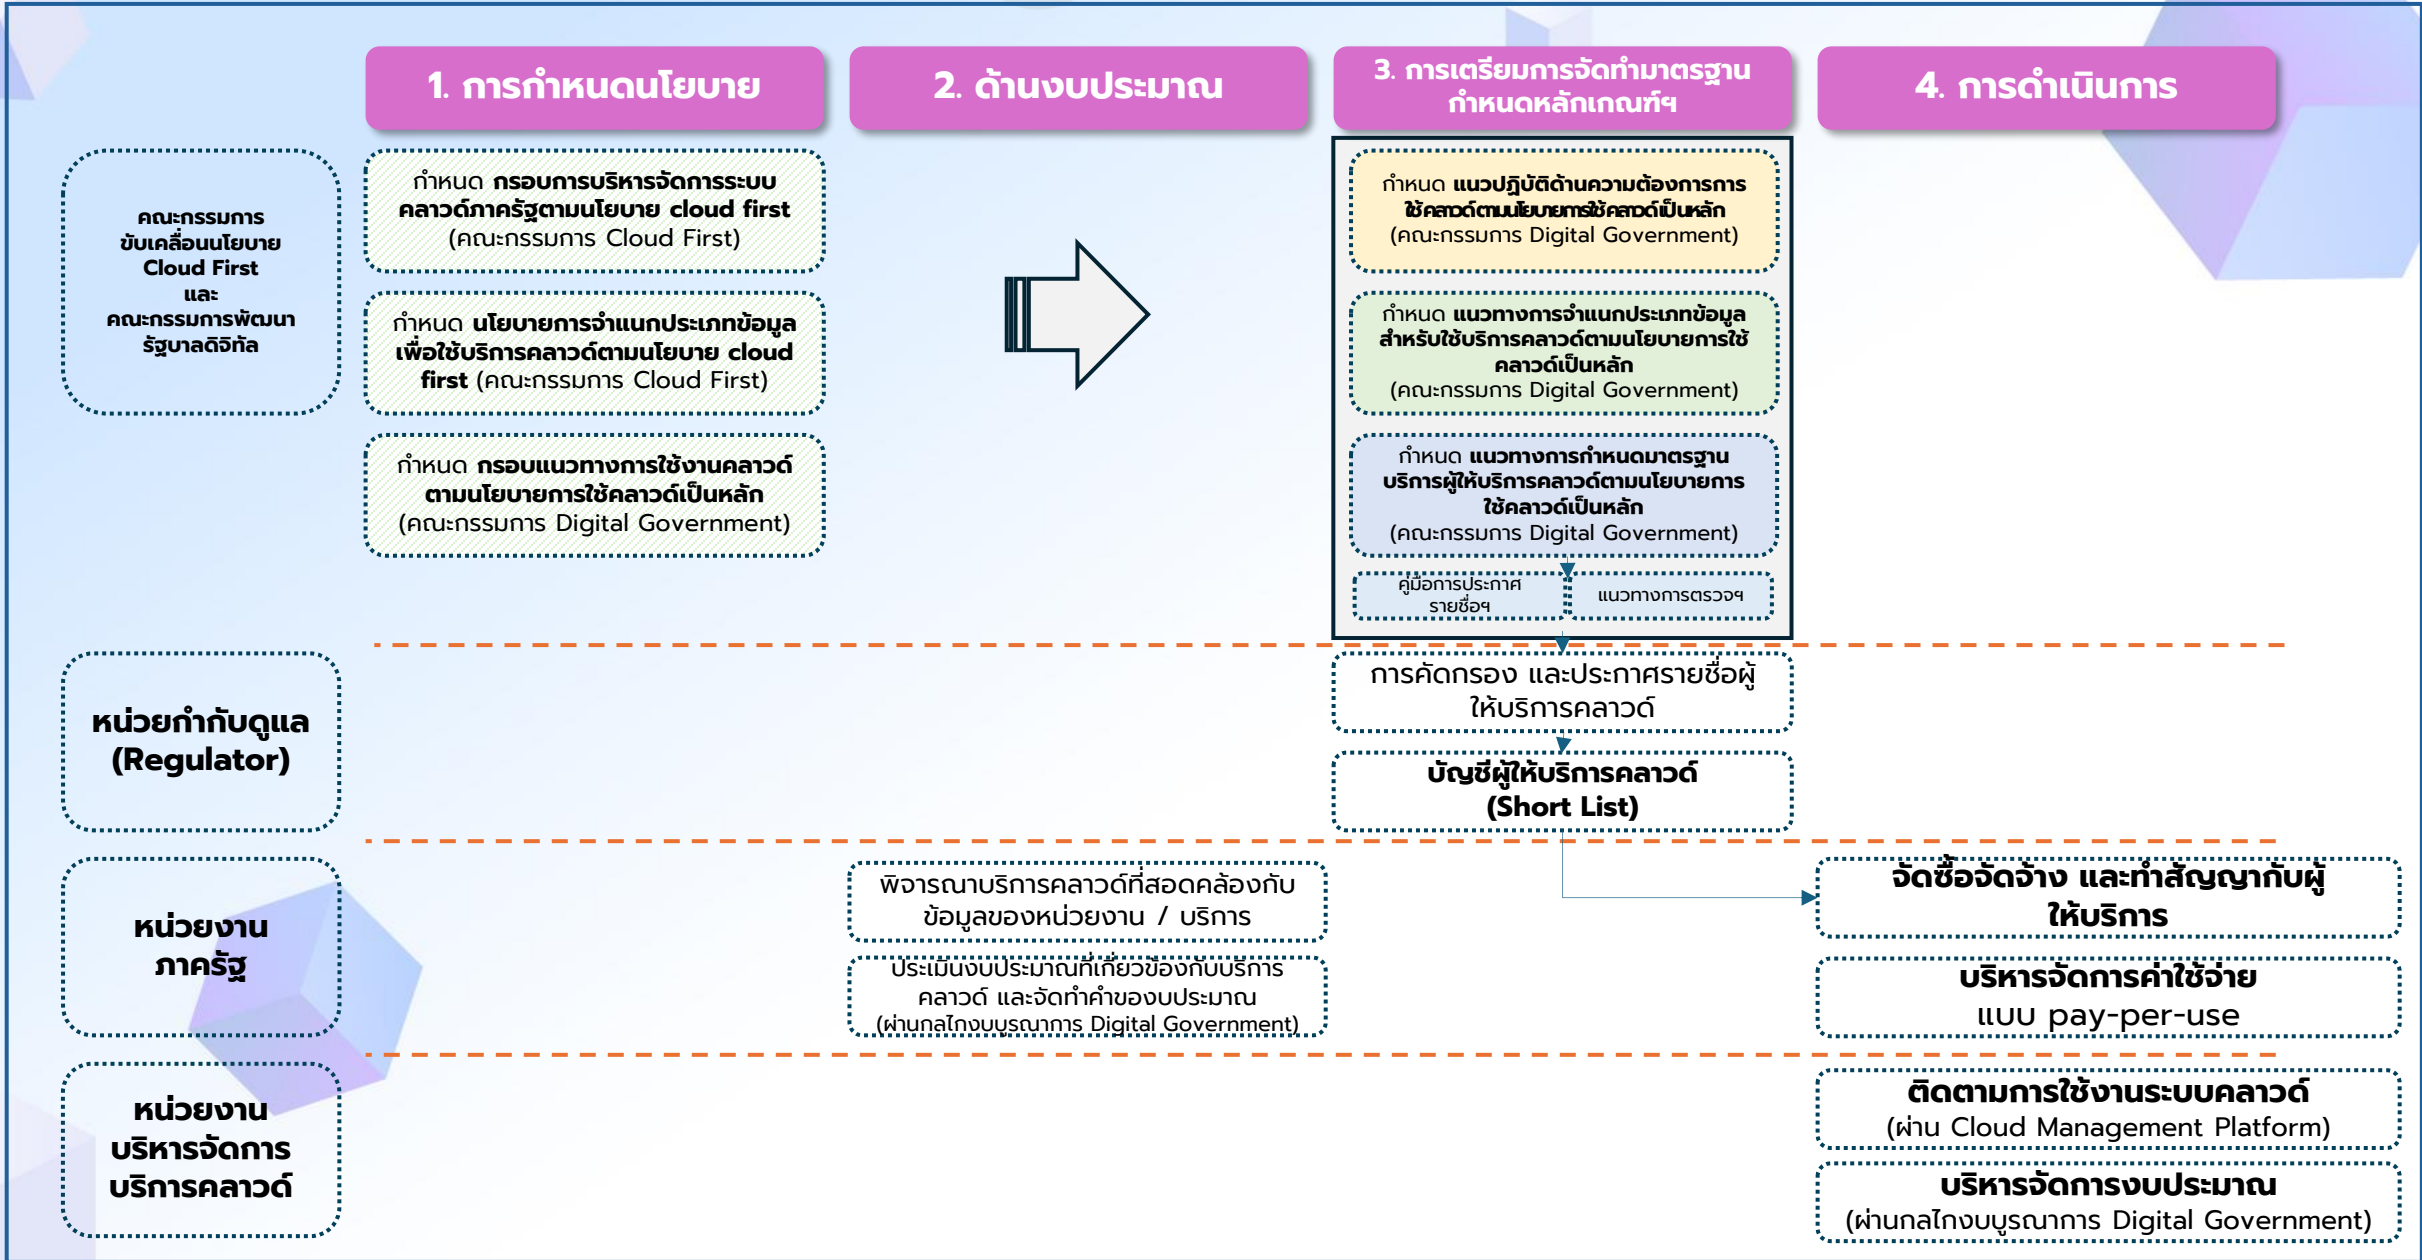 1. การกำหนดนโยบาย
2. ด้านงบประมาณ
3. การเตรียมการจัดทำมาตรฐาน
กำหนดหลักเกณฑ์ฯ
4. การดำเนินการ
คณะกรรมการ
ขับเคลื่อนนโยบาย
Cloud First
และ
คณะกรรมการพัฒนา
รัฐบาลดิจิทัล
กำหนด กรอบการบริหารจัดการระบบ
คลาวด์ภาครัฐตามนโยบาย cloud first
(คณะกรรมการ Cloud First)
กำหนด นโยบายการจำแนกประเภทข้อมูล
เพื่อใช้บริการคลาวด์ตามนโยบาย cloud
first (คณะกรรมการ Cloud First)
กำหนด กรอบแนวทางการใช้งานคลาวด์
ตามนโยบายการใช้คลาวด์เป็นหลัก
(คณะกรรมการ Digital Government)
กำหนด แนวปฏิบัติด้านความต้องการการ
ใช้คลาวด์ตามนโยบายการใช้คลาวด์เป็นหลัก
(คณะกรรมการ Digital Government)
กำหนด แนวทางการจำแนกประเภทข้อมูล
สำหรับใช้บริการคลาวด์ตามนโยบายการใช้
คลาวด์เป็นหลัก
(คณะกรรมการ Digital Government)
กำหนด แนวทางการกำหนดมาตรฐาน
บริการผู้ให้บริการคลาวด์ตามนโยบายการ
ใช้คลาวด์เป็นหลัก
(คณะกรรมการ Digital Government)
คู่มือการประกาศ
รายชื่อฯ
แนวทางการตรวจฯ
หน่วยกำกับดูแล
(Regulator)
การคัดกรอง และประกาศรายชื่อผู้
ให้บริการคลาวด์
บัญชีผู้ให้บริการคลาวด์
(Short List)
หน่วยงาน
ภาครัฐ
พิจารณาบริการคลาวด์ที่สอดคล้องกับ
ข้อมูลของหน่วยงาน / บริการ
ประเมินงบประมาณที่เกี่ยวข้องกับบริการ
คลาวด์ และจัดทำคำของบประมาณ
(ผ่านกลไกงบบูรณาการ Digital Government)
จัดซื้อจัดจ้าง และทำสัญญากับผู้
ให้บริการ
บริหารจัดการค่าใช้จ่าย
แบบ pay-per-use
หน่วยงาน
บริหารจัดการ
บริการคลาวด์
ติดตามการใช้งานระบบคลาวด์
(ผ่าน Cloud Management Platform)
บริหารจัดการงบประมาณ
(ผ่านกลไกงบบูรณาการ Digital Government)